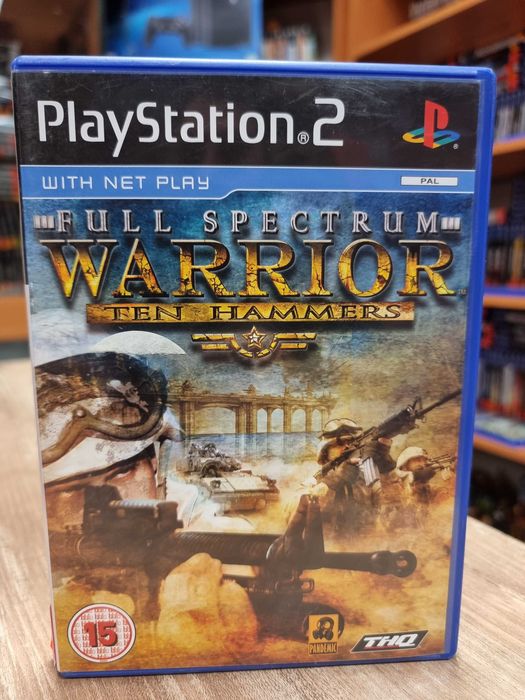 PlayStation®2
WITH NET PLAY
PAL
FULL SPECTRUM
WARRIOR
TEN HAMMERS
15
PANDEMIC
THQ